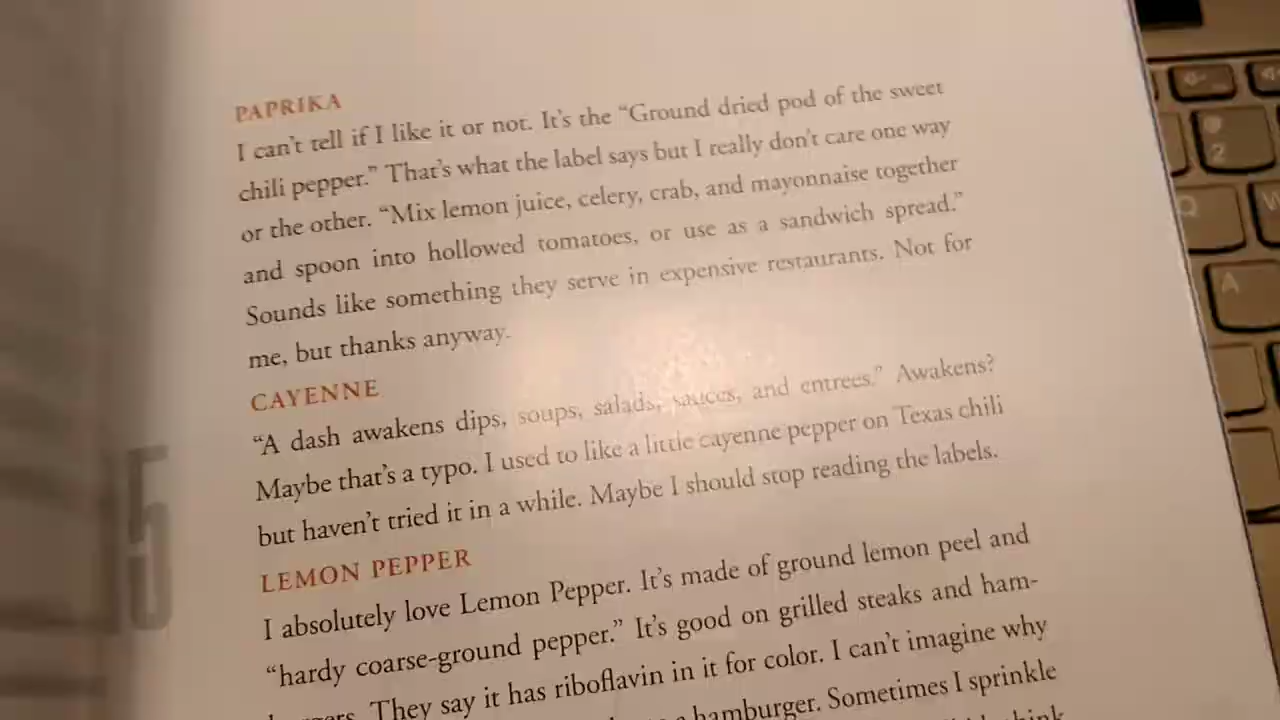 PAPRIKA
I can't tell if I like it or not. It's the “Ground dried pod of the sweet
chili pepper.” That's what the label says but I really don't care one way
or the other. “Mix lemon juice, celery, crab, and mayonnaise together
and spoon into hollowed tomatoes, or use as a sandwich spread.”
Sounds like something they serve in expensive restaurants. Not for
me, but thanks anyway.
CAYENNE
“A dash awakens dips, soups, salads, sauces, and entrees.” Awakens?
Maybe that's a typo. I used to like a little cayenne pepper on Texas chili
but haven't tried it in a while. Maybe I should stop reading the labels.
LEMON PEPPER
I absolutely love Lemon Pepper. It's made of ground lemon peel and
“hardy coarse-ground pepper.” It's good on grilled steaks and ham-
They say it has riboflavin in it for color. I can't imagine why
a hamburger. Sometimes I sprinkle
think
5
2
Q
W
A